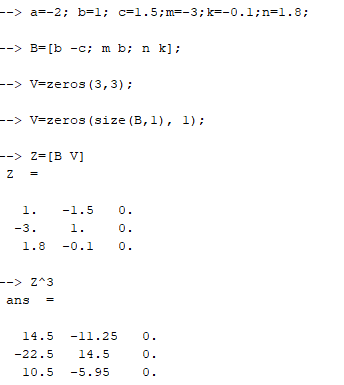 --> a=-2; b=1; c=1.5;m=-3;k=-0.1;n=1.8;
--> B=[b -c; m b; n k];
--> V=zeros(3,3);
--> V=zeros(size(B,1), 1);
--> Z=[B V]
Z  =
1.   -1.5   0.
-3.    1.    0.
1.8  -0.1   0.
--> Z^3
ans  =
14.5  -11.25   0.
-22.5   14.5    0.
10.5  -5.95    0.